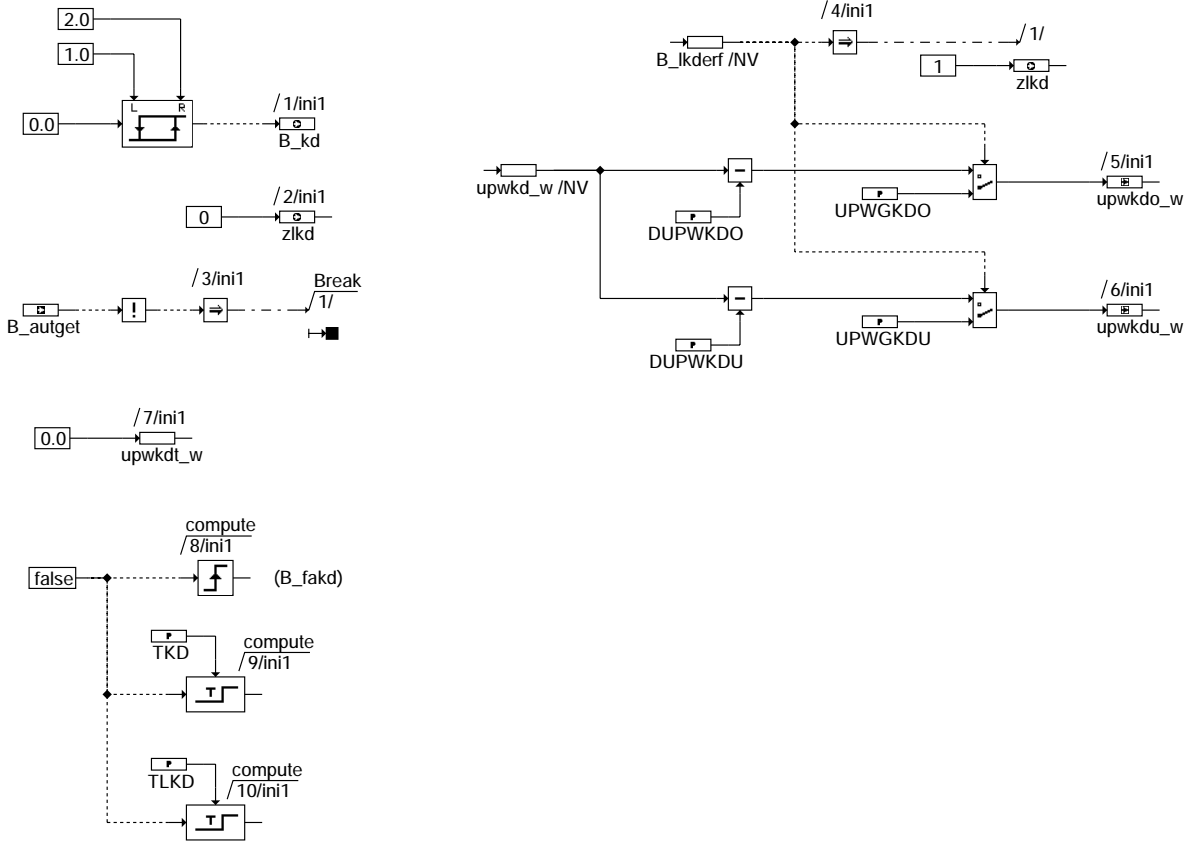 2.0
1.0
L R
0.0
/1/ini1
B_kd
/2/ini1
0
zlkd
/3/ini1
Break
1/
!
⇒
B_autget
/7/ini1
0.0
upwkdt_w
compute
/8/ini1
false
(B_fakd)
P
TKD
compute
/9/ini1
T
P
TLKD
compute
/10/ini1
T
/4/ini1
/1/
⇒
B_lkderf /NV
1
zlkd
upwkd_w /NV
P
DUPWKDO
P
UPWGKDO
/5/ini1
upwkdo_w
P
DUPWKDU
P
UPWGKDU
/6/ini1
upwkdu_w